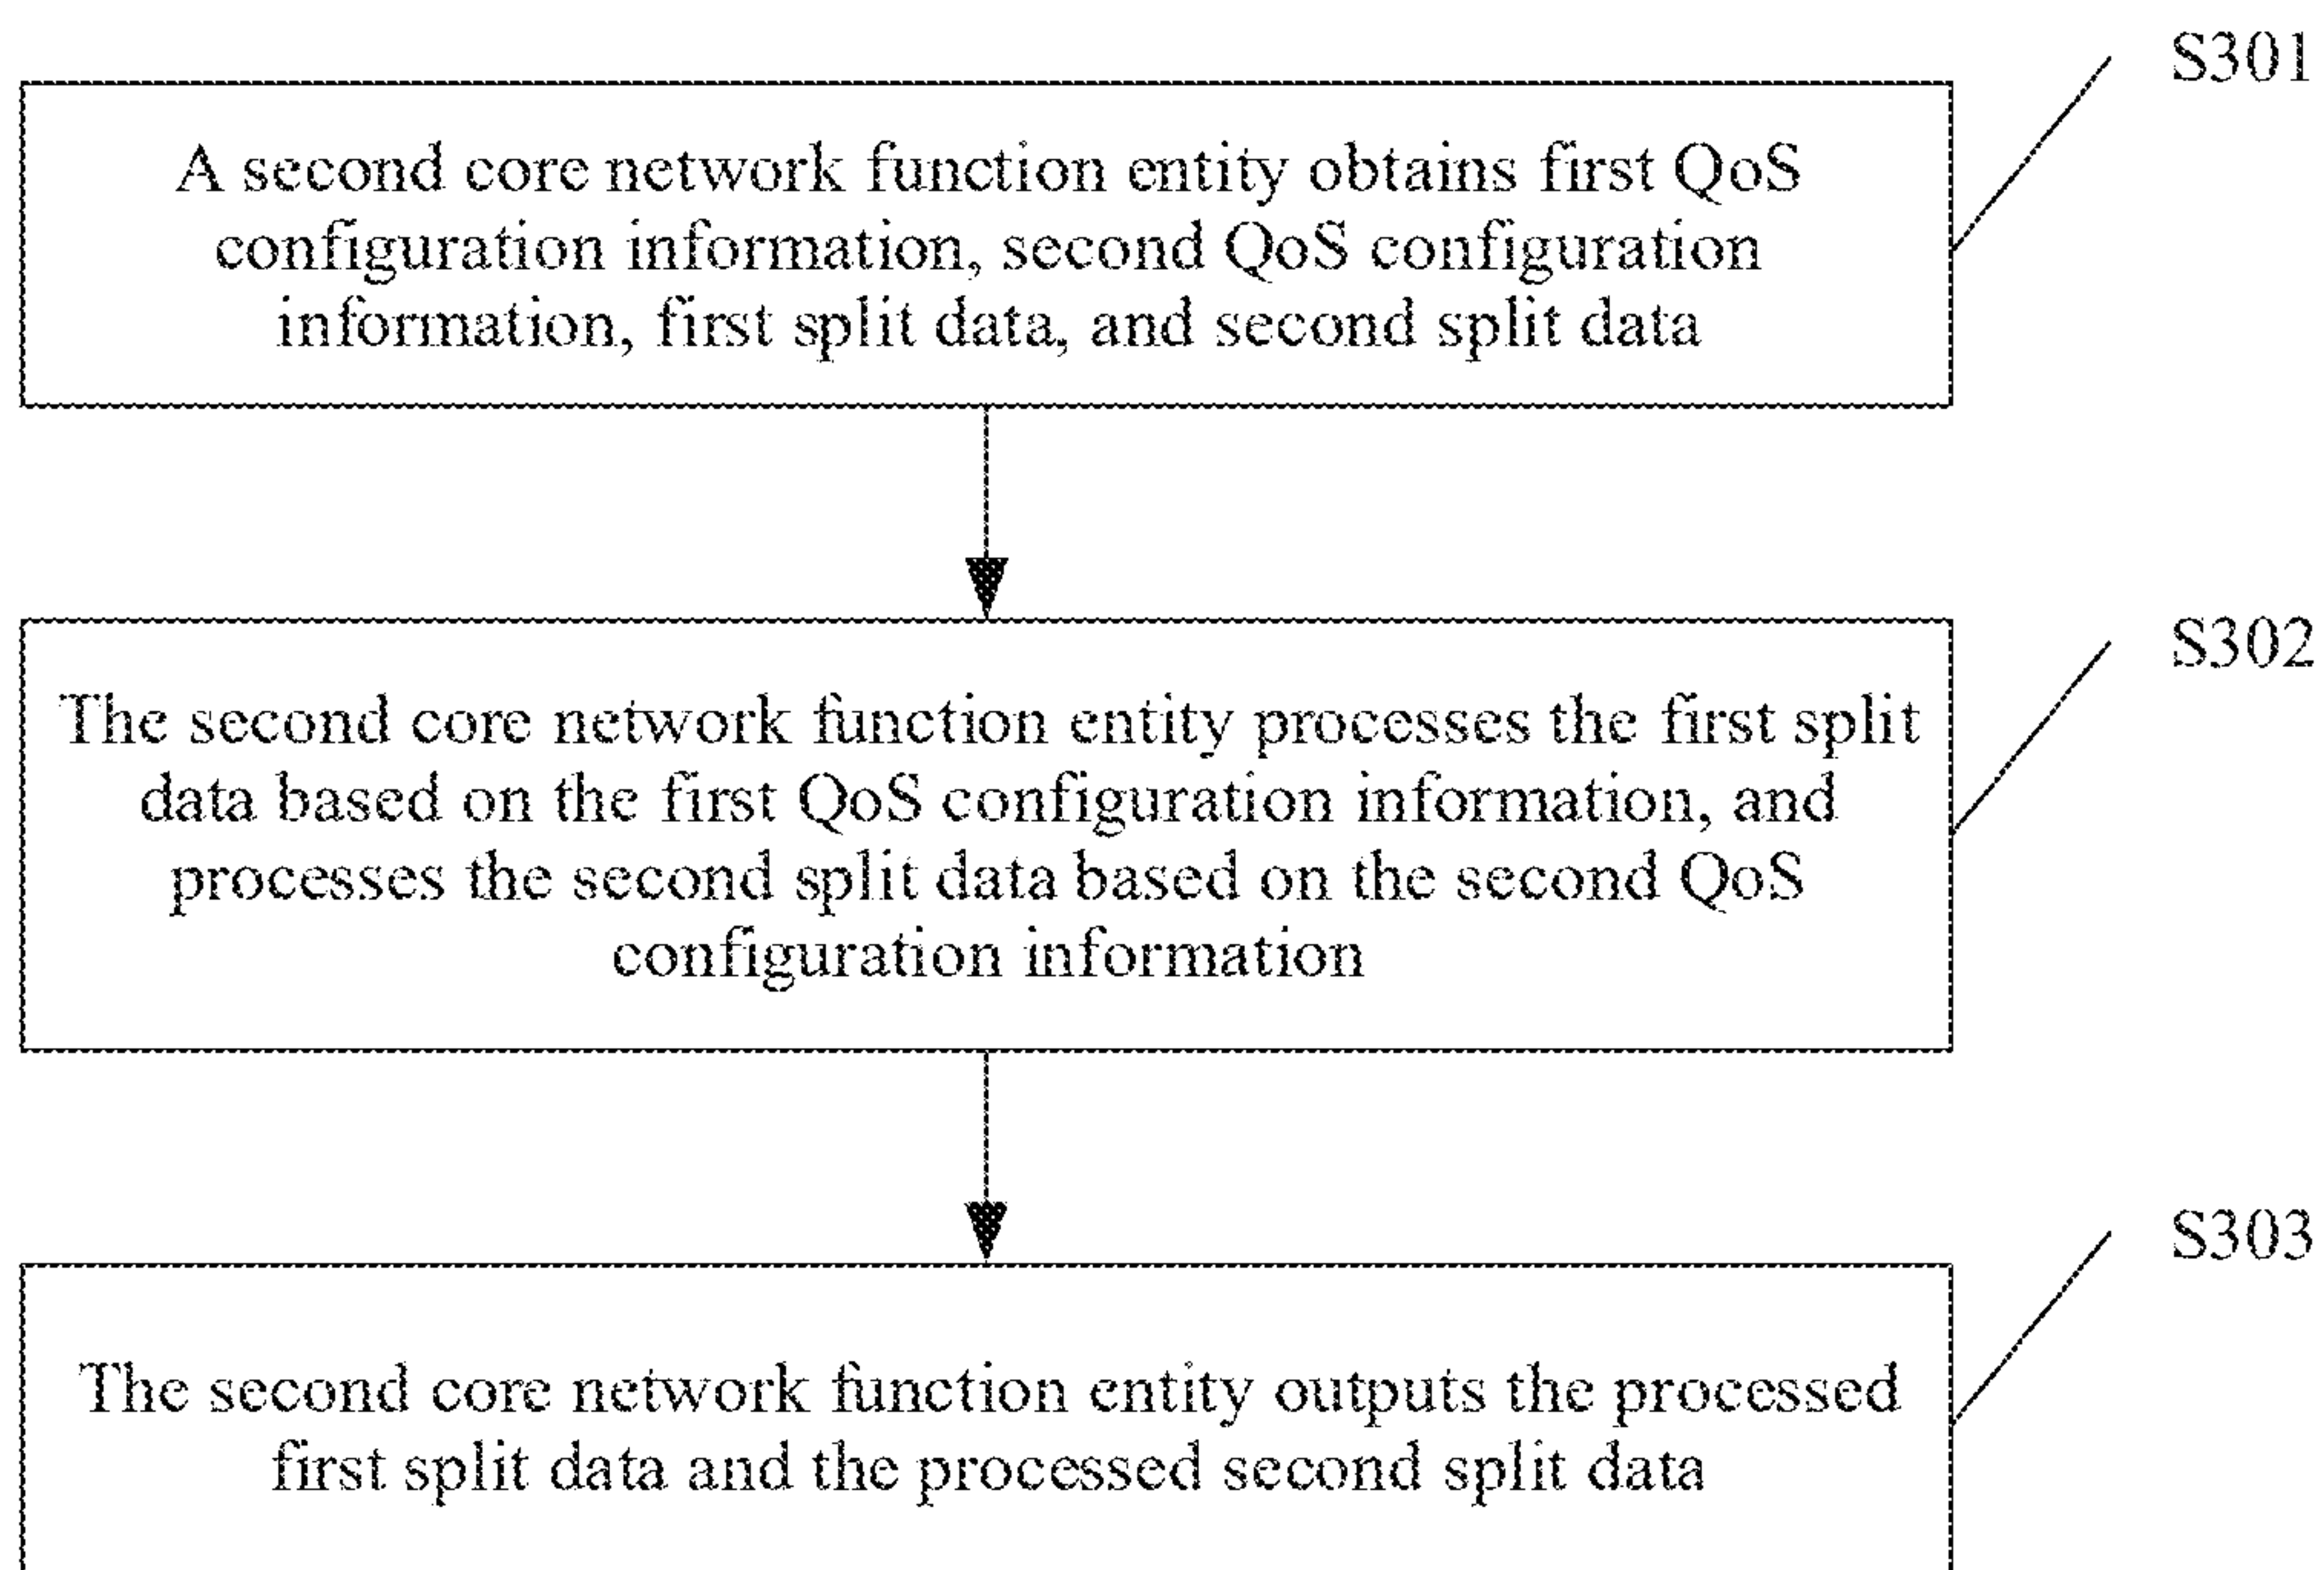 S301
A second core network function entity obtains first QoS
configuration information, second QoS configuration
information, first split data, and second split data
S302
The second core network function entity processes the first split
data based on the first QoS configuration information, and
processes the second split data based on the second QoS
configuration information
S303
The second core network function entity outputs the processed
first split data and the processed second split data